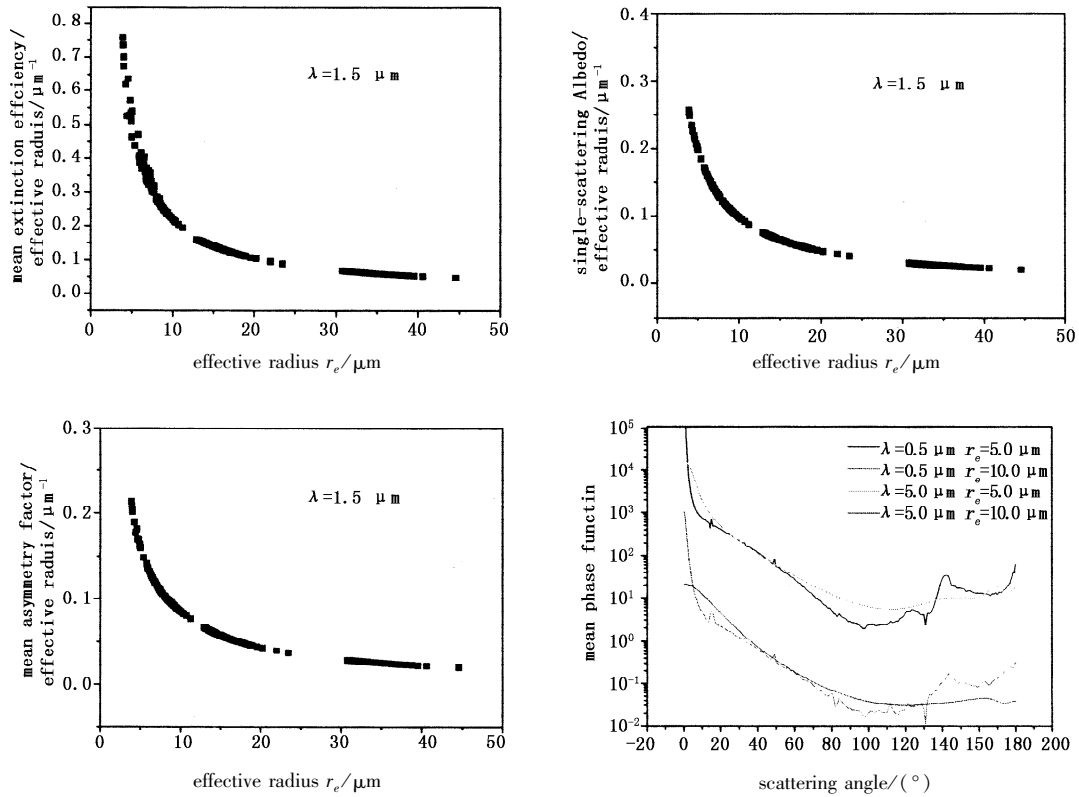 mean extinction effciency/
effective raduis/μm⁻¹
0.8
0.7
0.6
0.5
0.4
0.3
0.2
0.1
0.0
λ=1.5 μm
0 10 20 30 40 50
effective radius rₑ/μm
single-scattering Albedo/
effective raduis/μm⁻¹
0.4
0.3
0.2
0.1
0.0
λ=1.5 μm
0 10 20 30 40 50
effective radius rₑ/μm
mean asymmetry factor/
effective raduis/μm⁻¹
0.3
0.2
0.1
0.0
λ=1.5 μm
0 10 20 30 40 50
effective radius rₑ/μm
mean phase functin
10⁵
10⁴
10³
10²
10¹
10⁰
10⁻¹
10⁻²
λ=0.5 μm rₑ=5.0 μm
λ=0.5 μm rₑ=10.0 μm
λ=5.0 μm rₑ=5.0 μm
λ=5.0 μm rₑ=10.0 μm
-20 0 20 40 60 80 100 120 140 160 180 200
scattering angle/(°)